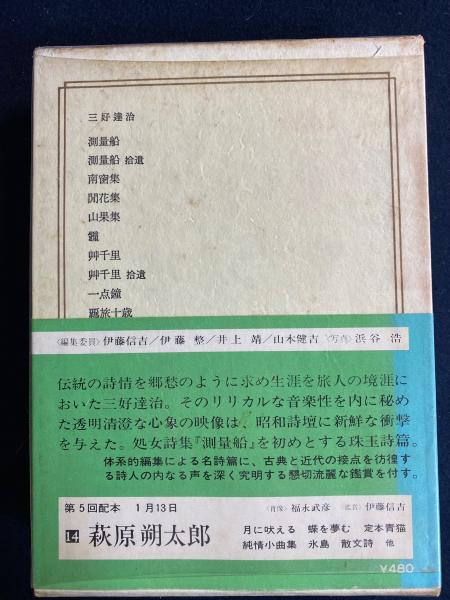 三好達治
測量船
測量船 拾遺
南窗集
閒花集
山果集
艸千里
艸千里 拾遺
一点鐘
覊旅十歳
〈編集委員〉伊藤信吉/伊藤 整/井上 靖/山本健吉〈写真〉浜谷 浩
伝統の詩情を郷愁のように求め生涯を旅人の境涯に
おいた三好達治。そのリリカルな音楽性を内に秘め
た透明清澄な心象の映像は、昭和詩壇に新鮮な衝撃
を与えた。処女詩集『測量船』を初めとする珠玉詩篇。
体系的編集による名詩篇に、古典と近代の接点を彷徨す
る詩人の内なる声を深く究明する懇切流麗な鑑賞を付す。
第5回配本 1月13日
〈肖像〉福永武彦 〈鑑賞〉伊藤信吉
14 萩原朔太郎
月に吠える 蝶を夢む 定本青猫
純情小曲集 氷島 散文詩 他
¥480